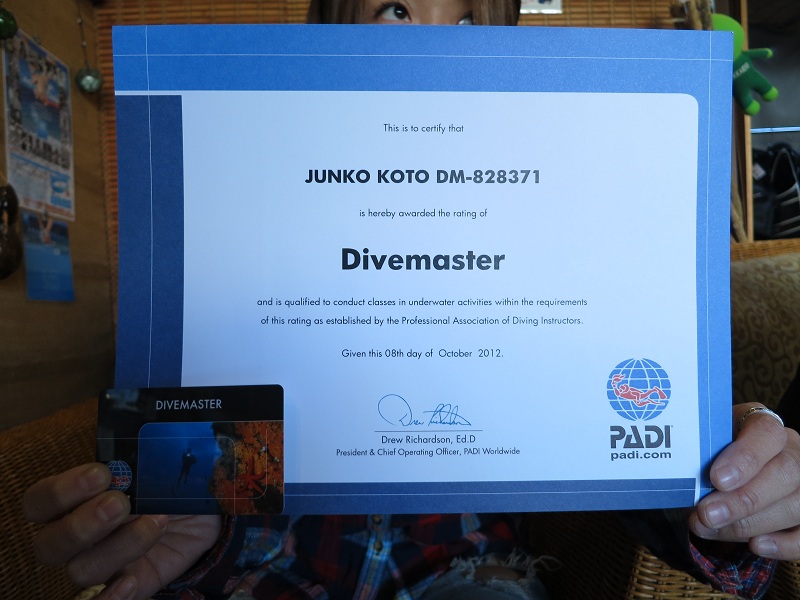 This is to certify that
JUNKO KOTO DM-828371
is hereby awarded the rating of
Divemaster
and is qualified to conduct classes in underwater activities within the requirements
of this rating as established by the Professional Association of Diving Instructors.
Given this 08th day of October 2012.
Drew Richardson, Ed.D
President & Chief Operating Officer, PADI Worldwide
PADI
padi.com
DIVEMASTER